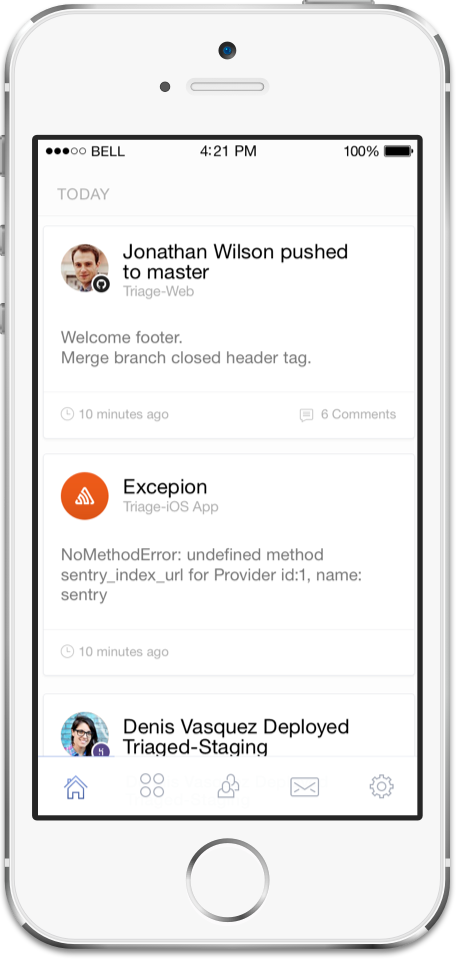 BELL 4:21 PM 100%
TODAY
Jonathan Wilson pushed
to master
Triage-Web
Welcome footer.
Merge branch closed header tag.
10 minutes ago 6 Comments
Excepion
Triage-iOS App
NoMethodError: undefined method
sentry_index_url for Provider id:1, name:
sentry
10 minutes ago
Denis Vasquez Deployed
Triaged-Staging